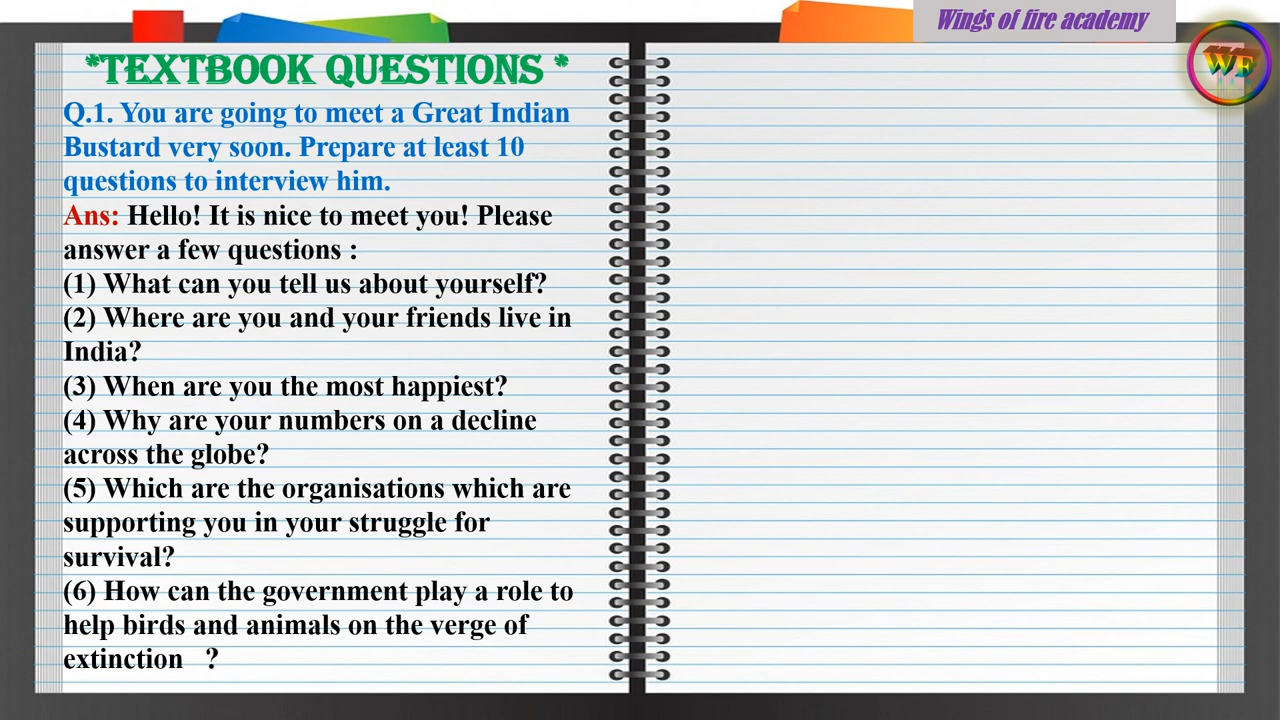 Wings of fire academy
WF
*TEXTBOOK QUESTIONS *
Q.1. You are going to meet a Great Indian
Bustard very soon. Prepare at least 10
questions to interview him.
Ans: Hello! It is nice to meet you! Please
answer a few questions :
(1) What can you tell us about yourself?
(2) Where are you and your friends live in
India?
(3) When are you the most happiest?
(4) Why are your numbers on a decline
across the globe?
(5) Which are the organisations which are
supporting you in your struggle for
survival?
(6) How can the government play a role to
help birds and animals on the verge of
extinction ?